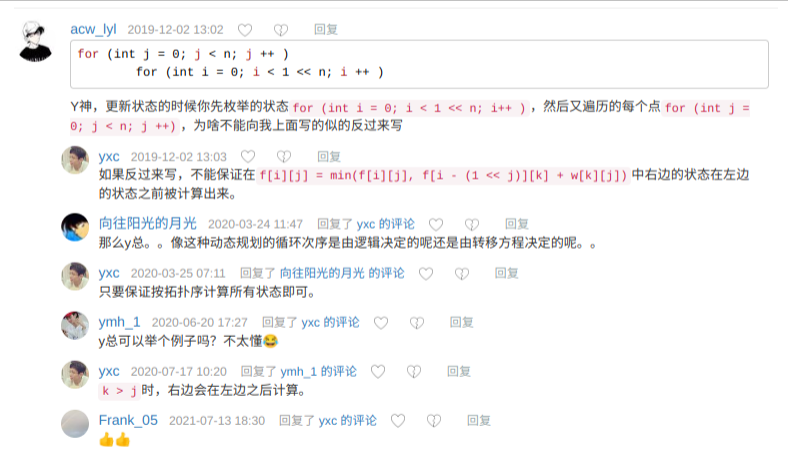 acw_lyl 2019-12-02 13:02 回复
for (int j = 0; j < n; j ++ )
        for (int i = 0; i < 1 << n; i ++ )
Y神，更新状态的时候你先枚举的状态 for (int i = 0; i < 1 << n; i++ ) ，然后又遍历的每个点 for (int j =
0; j < n; j ++) ，为啥不能向我上面写的似的反过来写
yxc 2019-12-02 13:03 回复
如果反过来写，不能保证在 f[i][j] = min(f[i][j], f[i - (1 << j)][k] + w[k][j]) 中右边的状态在左边
的状态之前被计算出来。
向往阳光的月光 2020-03-24 11:47 回复了 yxc 的评论 回复
那么y总。。像这种动态规划的循环次序是由逻辑决定的呢还是由转移方程决定的呢。。
yxc 2020-03-25 07:11 回复了 向往阳光的月光 的评论 回复
只要保证按拓扑序计算所有状态即可。
ymh_1 2020-06-20 17:27 回复了 yxc 的评论 回复
y总可以举个例子吗？不太懂😂
yxc 2020-07-17 10:20 回复了 ymh_1 的评论 回复
k > j 时，右边会在左边之后计算。
Frank_05 2021-07-13 18:30 回复了 yxc 的评论 回复
👍👍